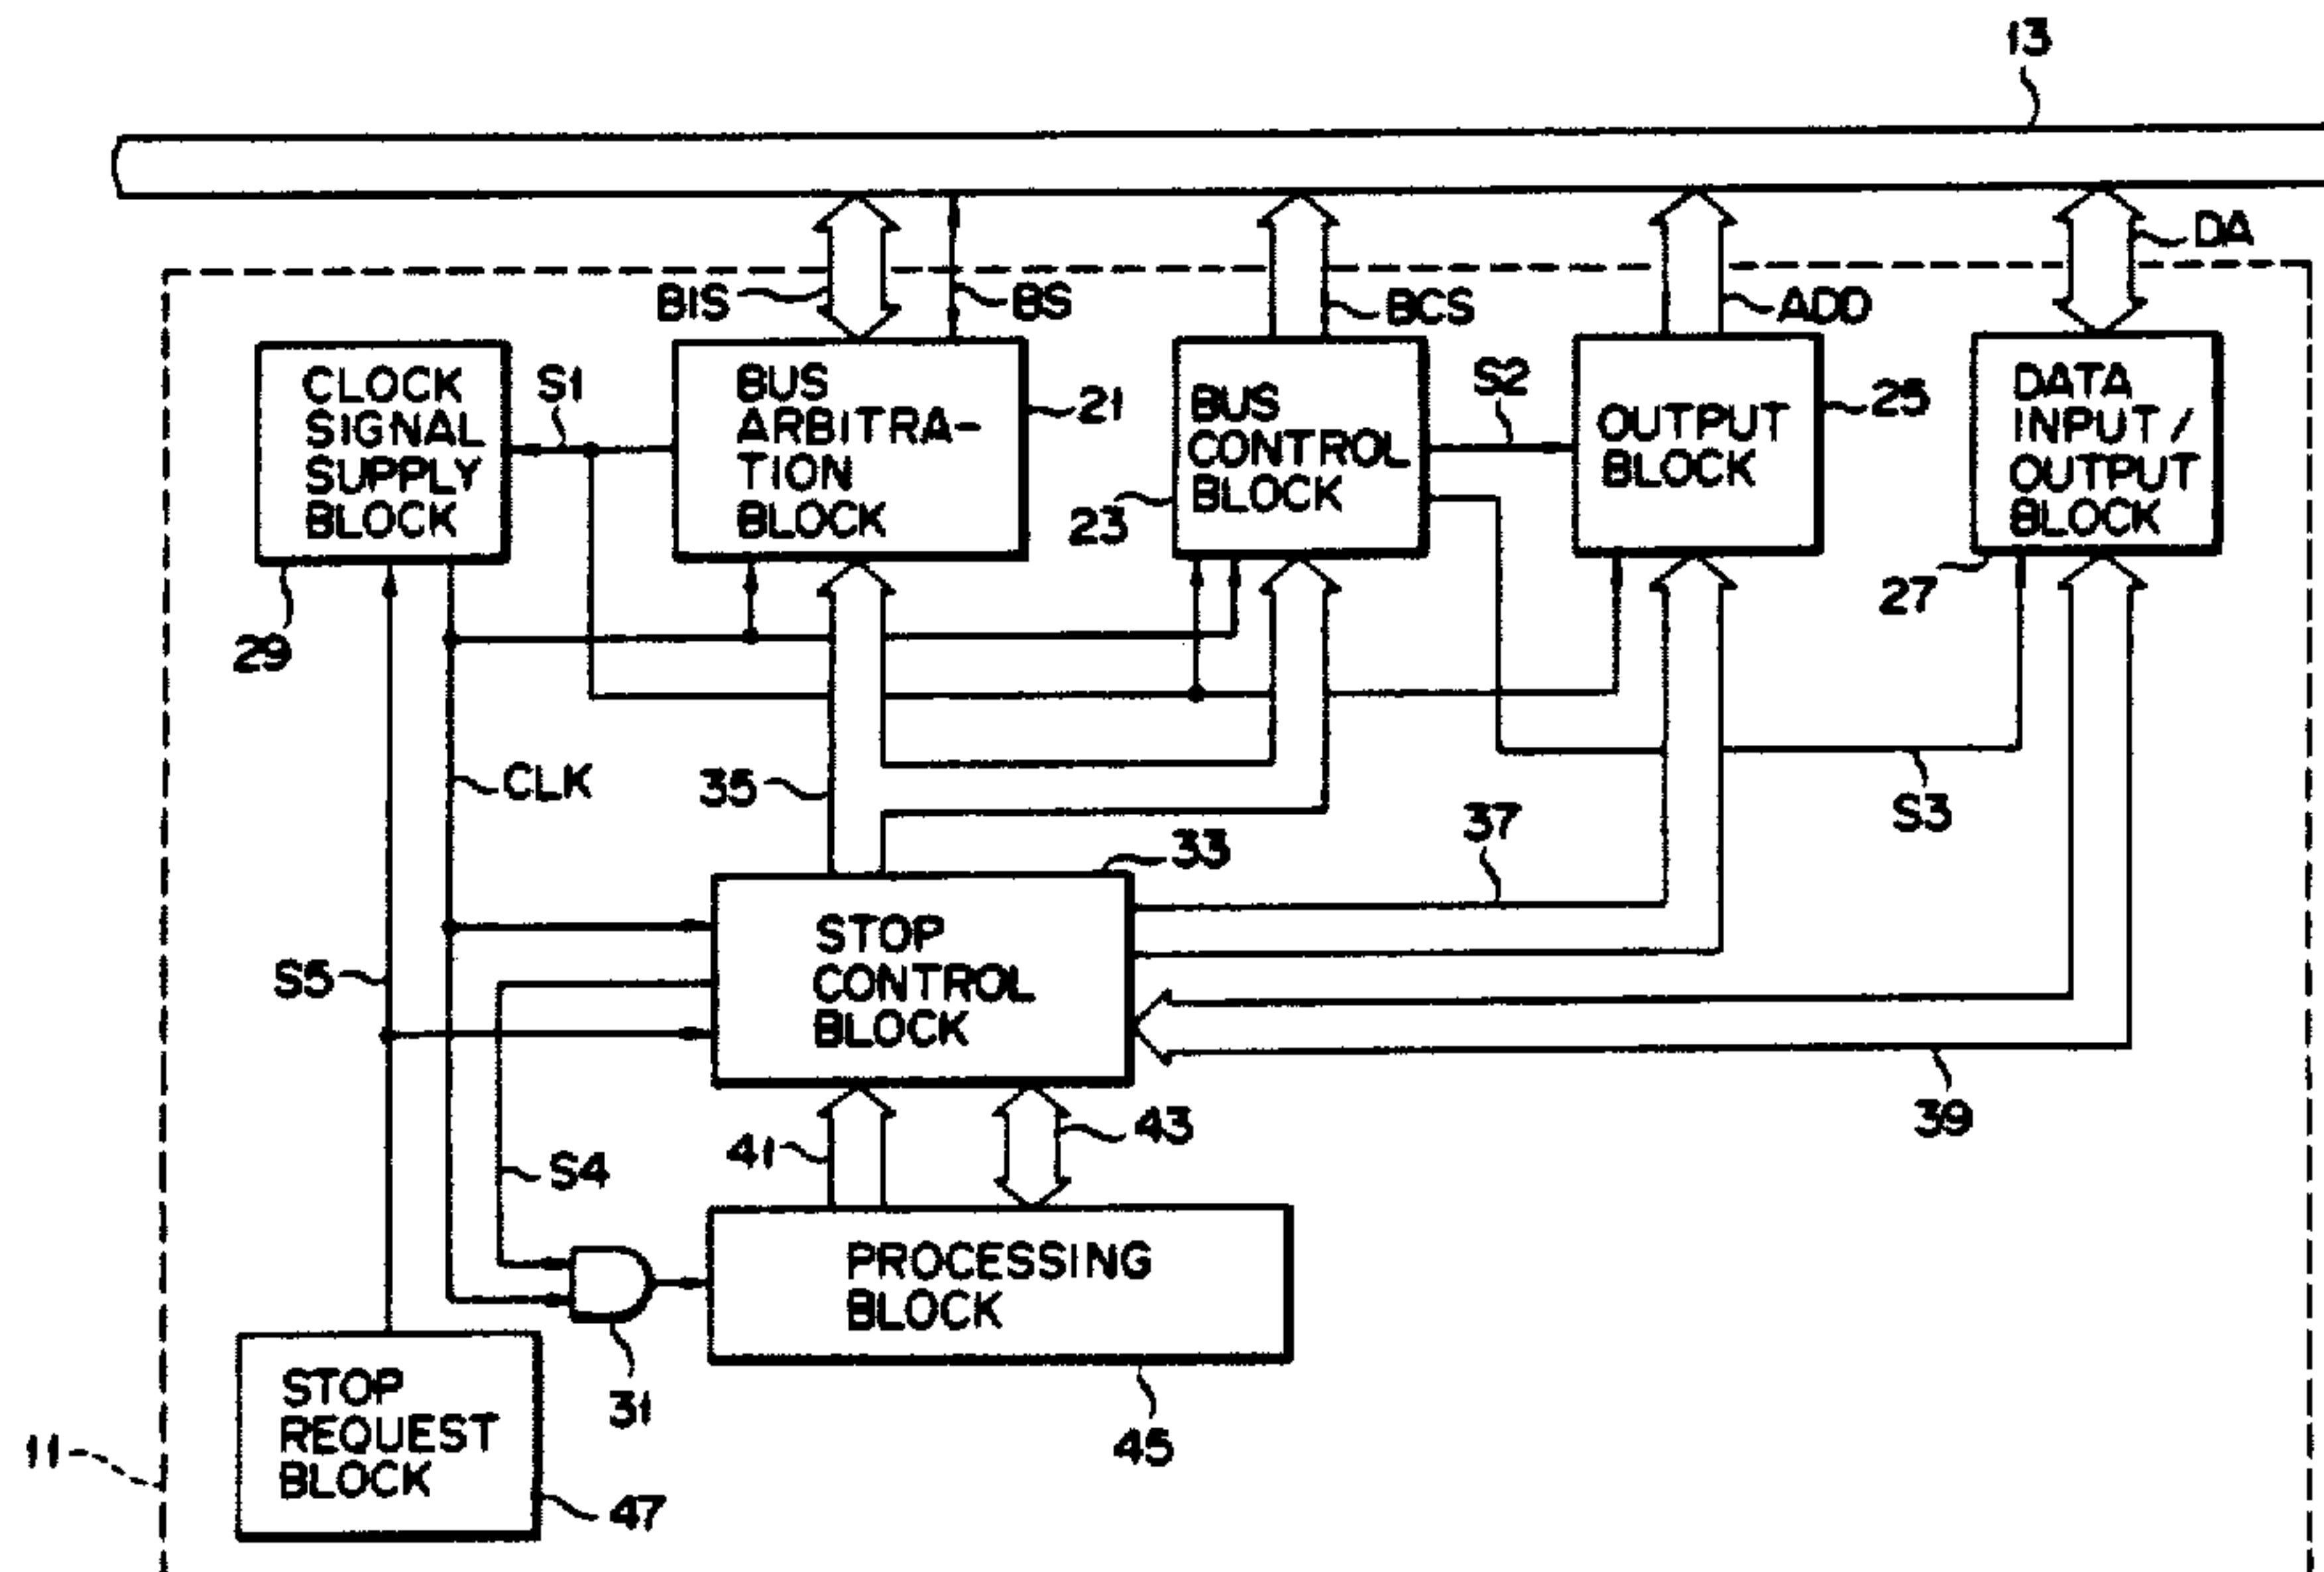 13
DA
BIS
BS
BCS
ADD
CLOCK
SIGNAL
SUPPLY
BLOCK
S1
BUS
ARBITRA-
TION
BLOCK
21
BUS
CONTROL
BLOCK
S2
23
OUTPUT
BLOCK
25
DATA
INPUT/
OUTPUT
BLOCK
27
29
CLK
35
33
37
S3
STOP
CONTROL
BLOCK
S5
39
41
43
S4
PROCESSING
BLOCK
31
45
STOP
REQUEST
BLOCK
11
47